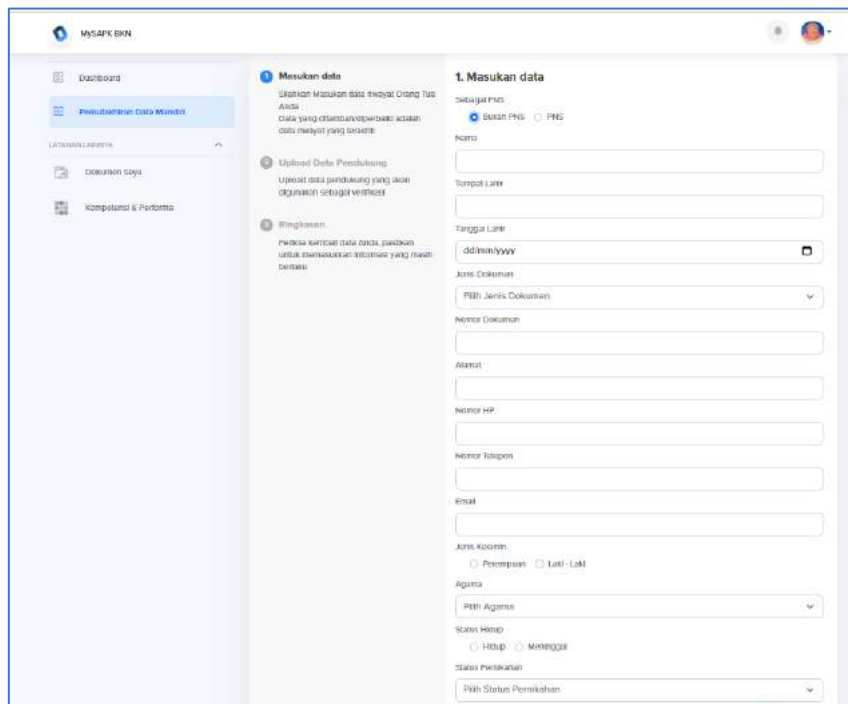 MySAPK BKN
Dashboard
Pemutakhiran Data Mandiri
LAYANAN LAINNYA
Dokumen Saya
Kompetensi & Performa
1 Masukan data
Silahkan Masukan data riwayat Orang Tua
Anda
Data yang ditambah/diperbaiki adalah
data riwayat yang terakhir
2 Upload Data Pendukung
Upload data pendukung yang akan
digunakan sebagai verifikasi
3 Ringkasan
Periksa kembali data Anda, pastikan
untuk memasukkan informasi yang masih
berlaku
1. Masukan data
Sebagai PNS
Bukan PNS PNS
Nama
Tempat Lahir
Tanggal Lahir
dd/mm/yyyy
Jenis Dokumen
Pilih Jenis Dokumen
Nomor Dokumen
Alamat
Nomor HP
Nomor Telepon
Email
Jenis Kelamin
Perempuan Laki - Laki
Agama
Pilih Agama
Status Hidup
Hidup Meninggal
Status Pernikahan
Pilih Status Pernikahan